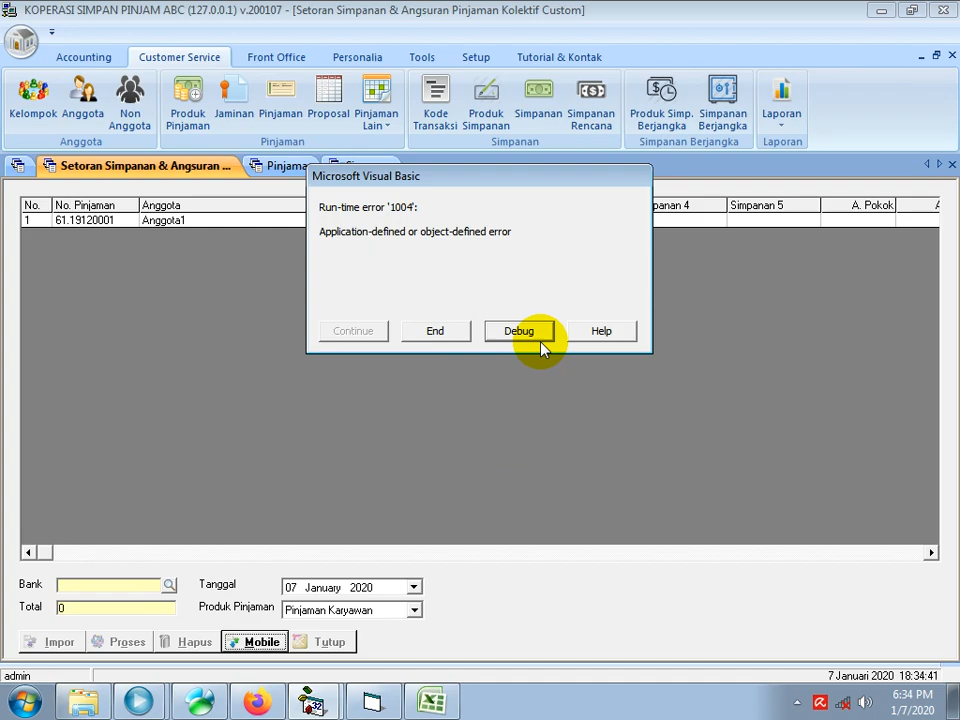 KOPERASI SIMPAN PINJAM ABC (127.0.0.1) v.200107 - [Setoran Simpanan & Angsuran Pinjaman Kolektif Custom]
Accounting Customer Service Front Office Personalia Tools Setup Tutorial & Kontak
Kelompok Anggota Non Anggota Produk Pinjaman Jaminan Pinjaman Proposal Pinjaman Lain Kode Transaksi Produk Simpanan Simpanan Simpanan Rencana Produk Simp. Berjangka Simpanan Berjangka Laporan
Anggota Pinjaman Simpanan Simpanan Berjangka Laporan
Setoran Simpanan & Angsuran ... Pinjama
Microsoft Visual Basic
Run-time error '1004':
Application-defined or object-defined error
Continue End Debug Help
No. No. Pinjaman Anggota panan 4 Simpanan 5 A. Pokok A
1 61.19120001 Anggota1
Bank Tanggal 07 January 2020
Total 0 Produk Pinjaman Pinjaman Karyawan
Impor Proses Hapus Mobile Tutup
admin 7 Januari 2020 18:34:41
32
6:34 PM
1/7/2020